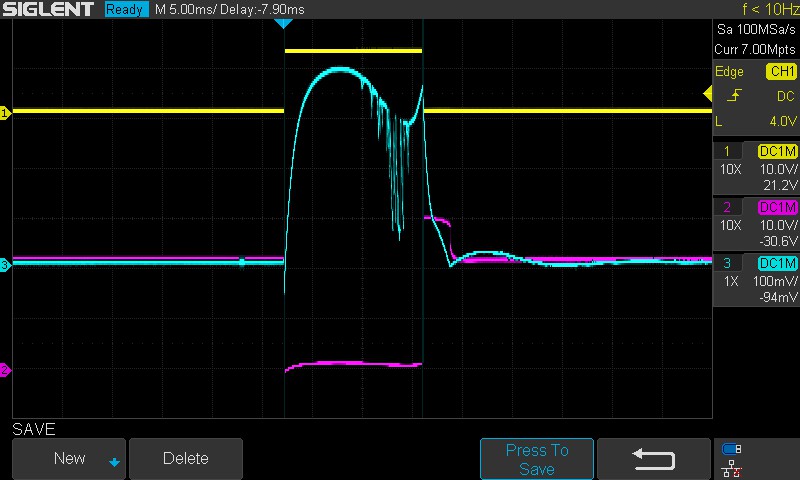 SIGLENT Ready M 5.00ms/ Delay:-7.90ms f < 10Hz
Sa 100MSa/s
Curr 7.00Mpts
Edge CH1
DC
L 4.0V
1 DC1M
10X 10.0V/
21.2V
2 DC1M
10X 10.0V/
-30.6V
3 DC1M
1X 100mV/
-94mV
1
3
2
SAVE
New
Delete
Press To
Save